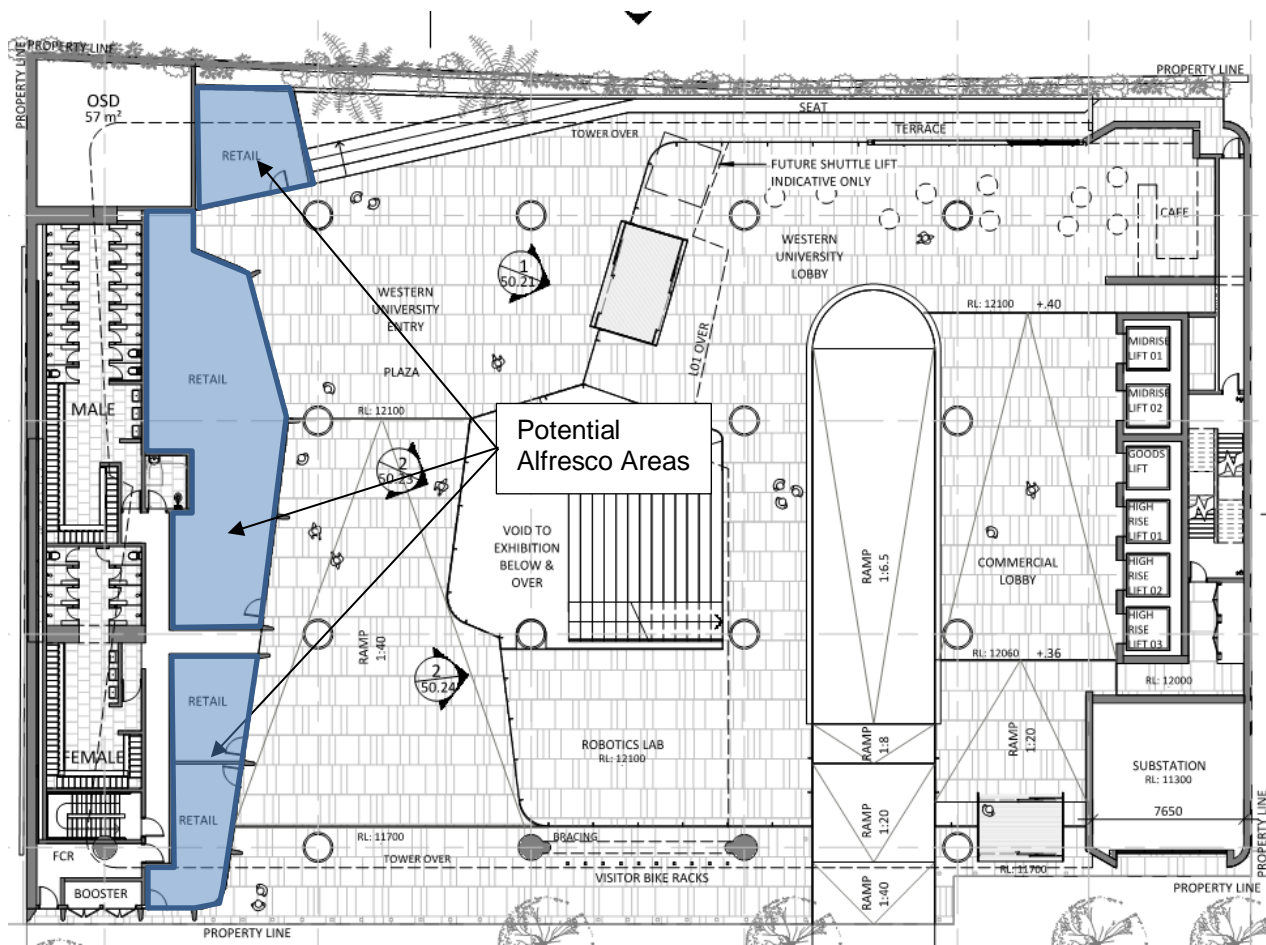 PROPERTY LINE
PROPERTY LINE
PROPERTY LINE
OSD
57 m²
SEAT
TOWER OVER
TERRACE
RETAIL
FUTURE SHUTTLE LIFT
INDICATIVE ONLY
CAFE
WESTERN
UNIVERSITY
LOBBY
1
50.21
WESTERN
UNIVERSITY
ENTRY
PLAZA
RL: 12100
+.40
L01 OVER
MIDRISE
LIFT 01
MIDRISE
LIFT 02
RETAIL
MALE
RL: 12100
Potential
Alfresco Areas
2
50.23
GOODS
LIFT
HIGH
RISE
LIFT 01
HIGH
RISE
LIFT 02
HIGH
RISE
LIFT 03
VOID TO
EXHIBITION
BELOW &
OVER
RAMP
1:6.5
COMMERCIAL
LOBBY
RAMP
1:40
RL: 12060
+.36
RL: 12000
2
50.24
RETAIL
FEMALE
ROBOTICS LAB
RL: 12100
RAMP
1:8
RAMP
1:20
SUBSTATION
RL: 11300
7650
RETAIL
RAMP
1:20
RL: 11700
BRACING
FCR
TOWER OVER
VISITOR BIKE RACKS
RL: 11700
BOOSTER
RAMP
1:40
PROPERTY LINE
PROPERTY LINE
PROPERTY LINE